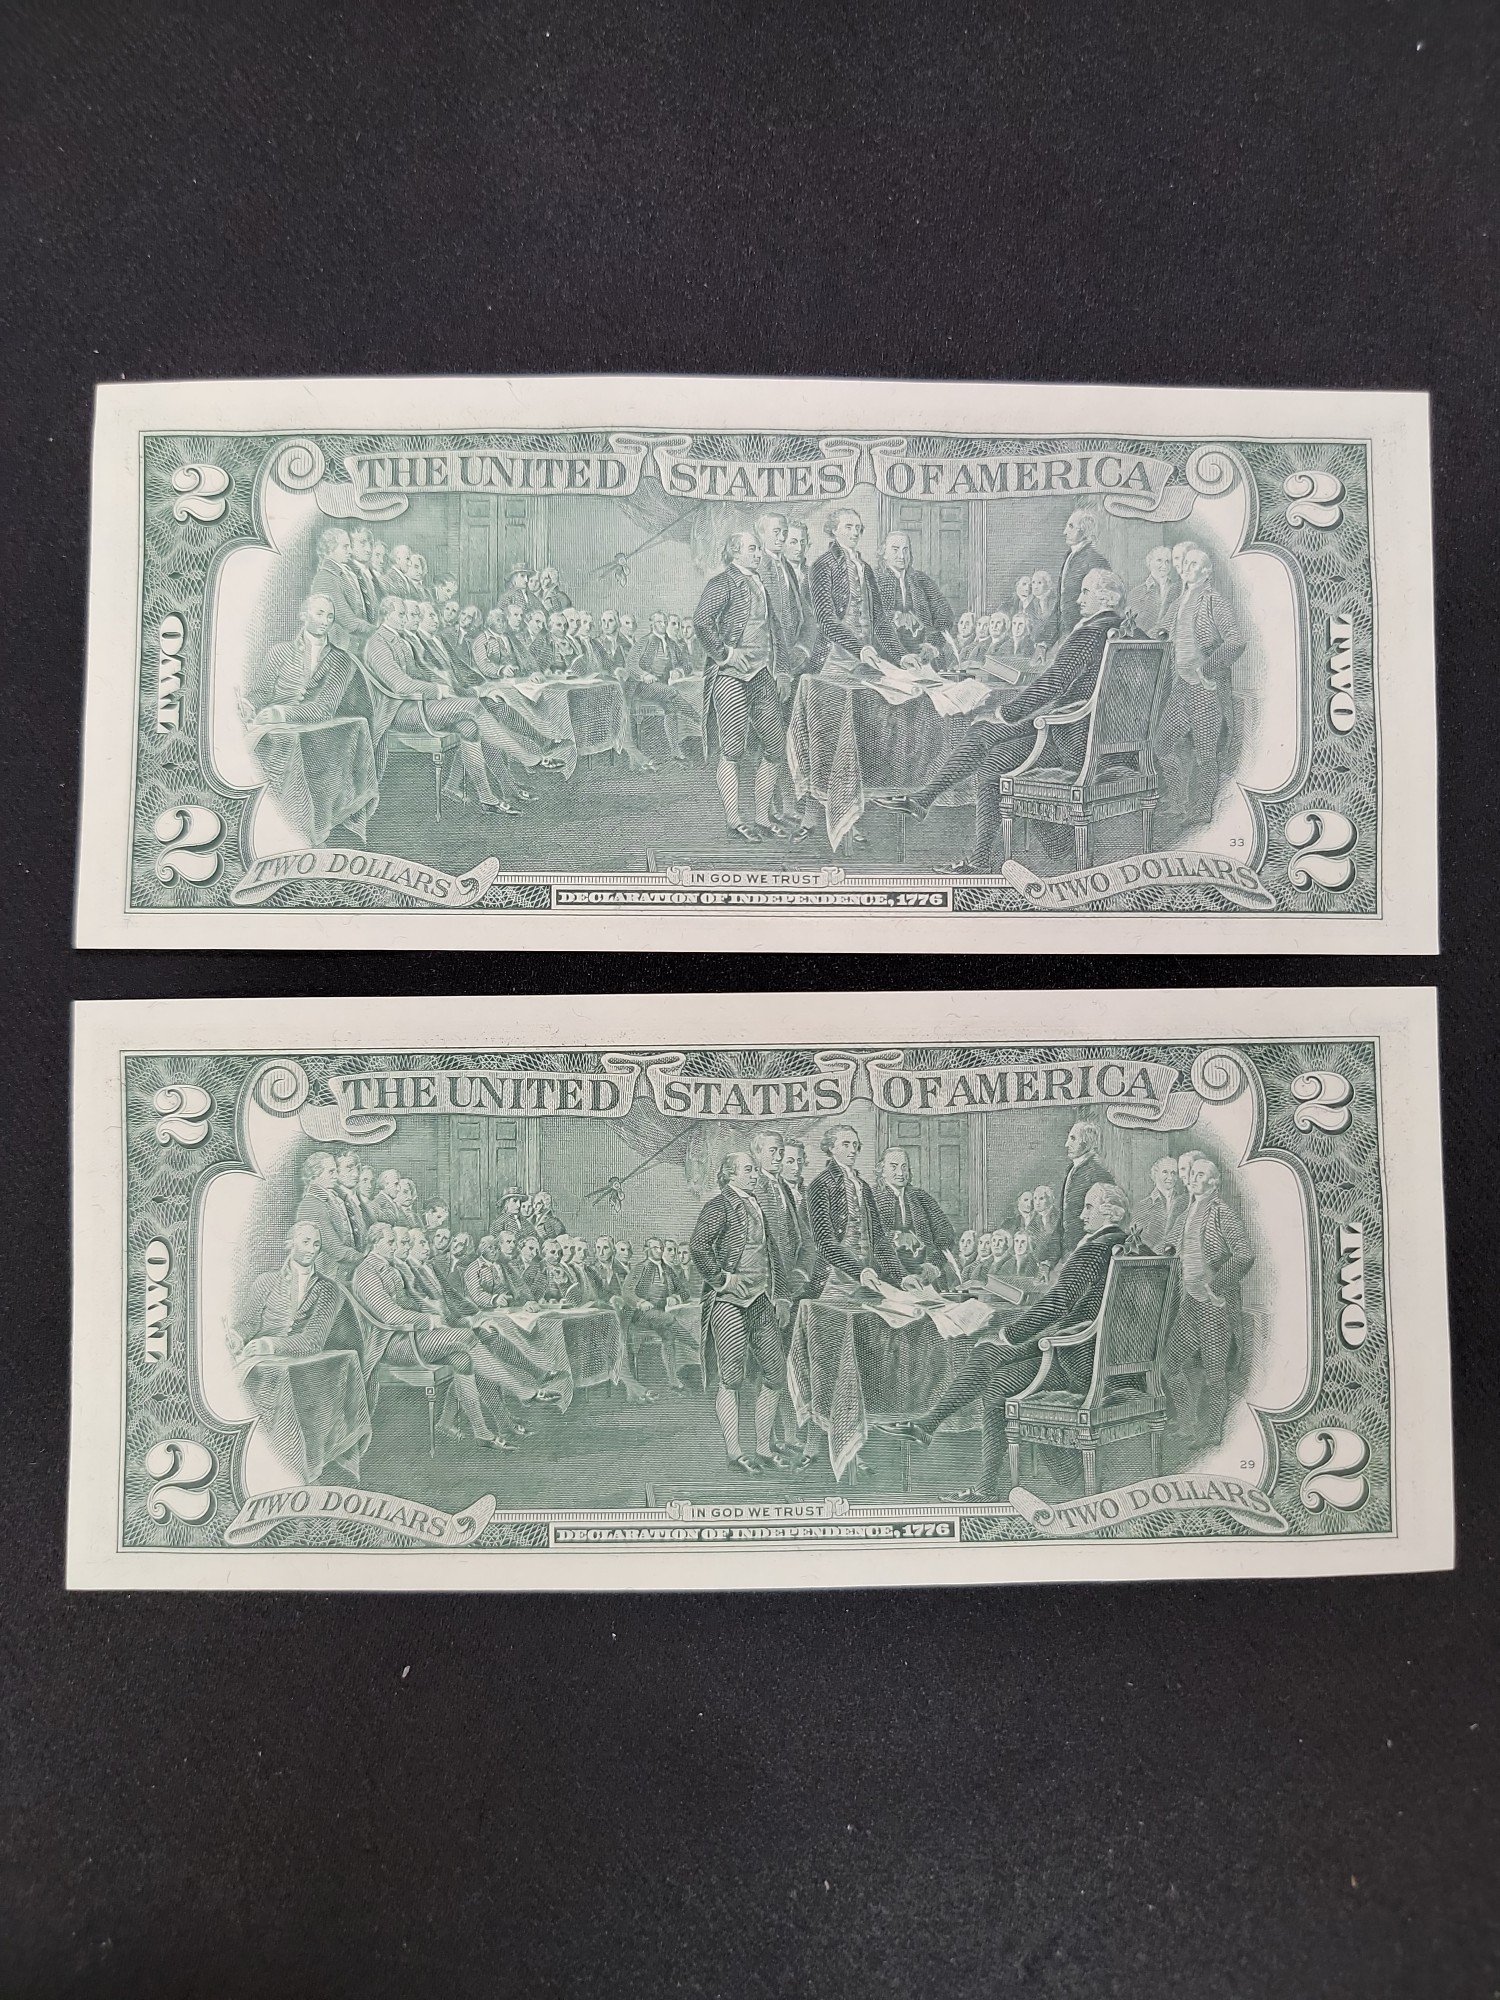 THE UNITED STATES OF AMERICA
2 2
TWO TWO
33
2 2
TWO DOLLARS IN GOD WE TRUST TWO DOLLARS
DECLARATION OF INDEPENDENCE, 1776
THE UNITED STATES OF AMERICA
2 2
TWO TWO
29
2 2
TWO DOLLARS IN GOD WE TRUST TWO DOLLARS
DECLARATION OF INDEPENDENCE, 1776